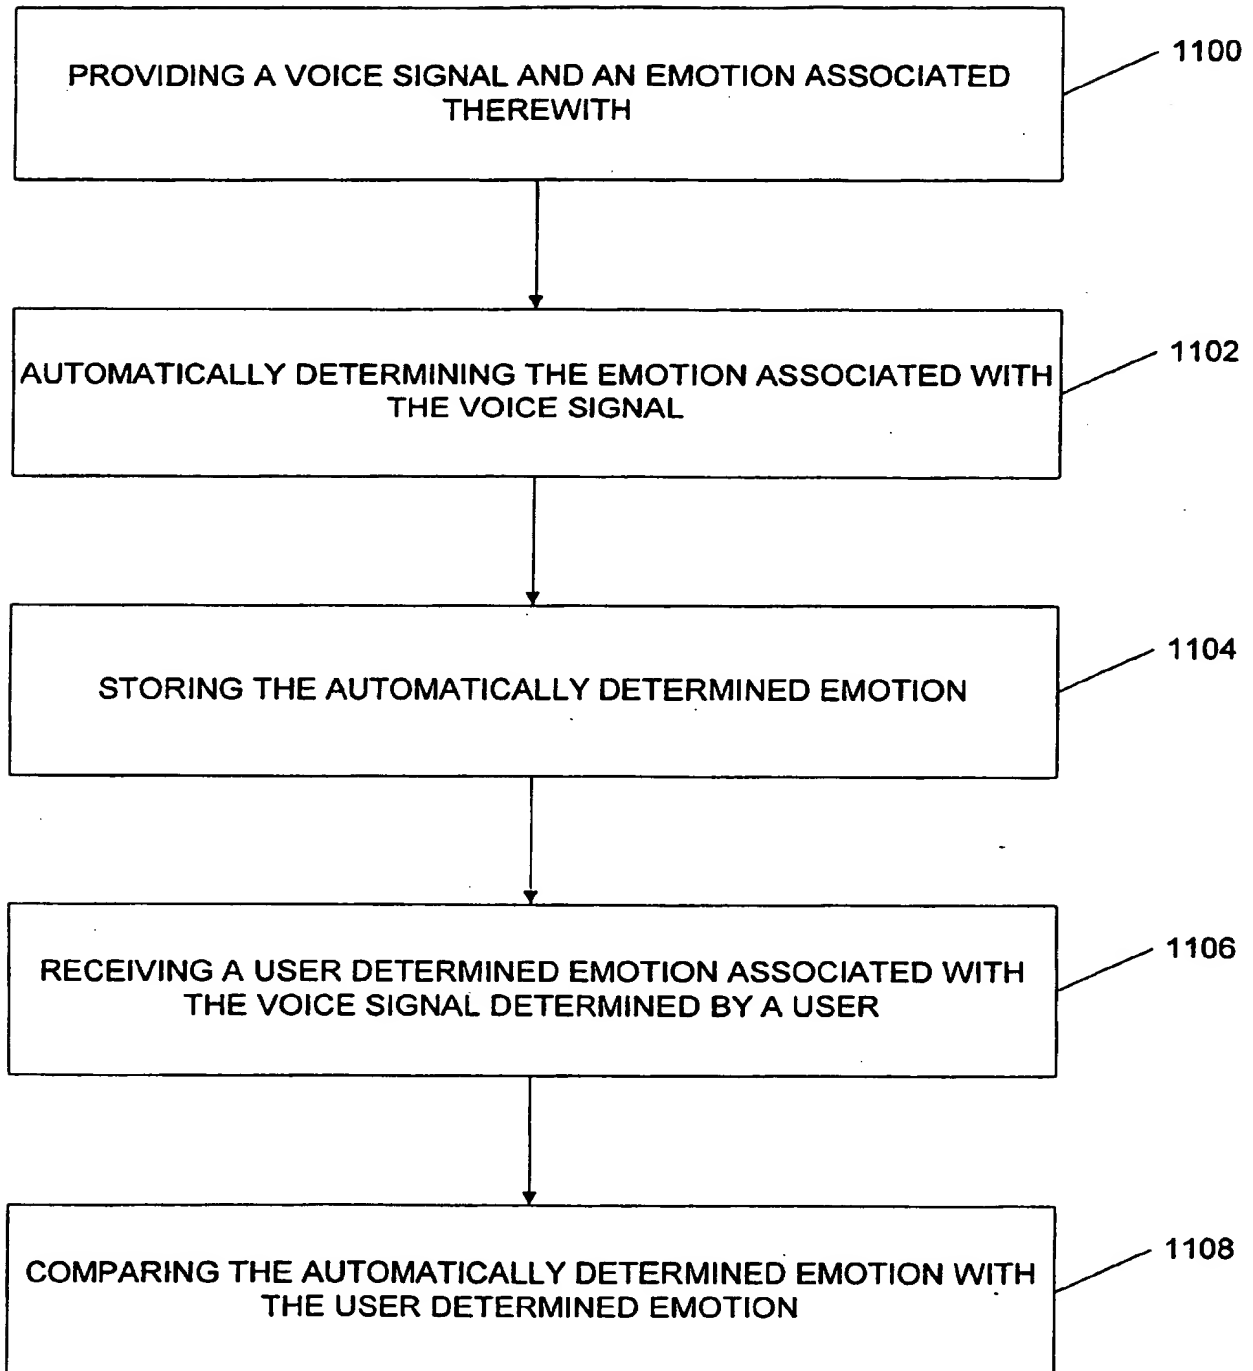 PROVIDING A VOICE SIGNAL AND AN EMOTION ASSOCIATED
THEREWITH
1100
AUTOMATICALLY DETERMINING THE EMOTION ASSOCIATED WITH
THE VOICE SIGNAL
1102
STORING THE AUTOMATICALLY DETERMINED EMOTION
1104
RECEIVING A USER DETERMINED EMOTION ASSOCIATED WITH
THE VOICE SIGNAL DETERMINED BY A USER
1106
COMPARING THE AUTOMATICALLY DETERMINED EMOTION WITH
THE USER DETERMINED EMOTION
1108